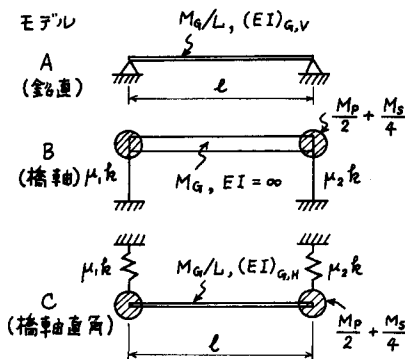 モデル
M_G/L, (EI)_G,V
A
(鉛直)
ℓ
M_P/2 + M_S/4
B
(橋軸)
μ₁k
M_G, EI=∞
μ₂k
μ₁k
M_G/L, (EI)_G,H
μ₂k
C
(橋軸直角)
ℓ
M_P/2 + M_S/4